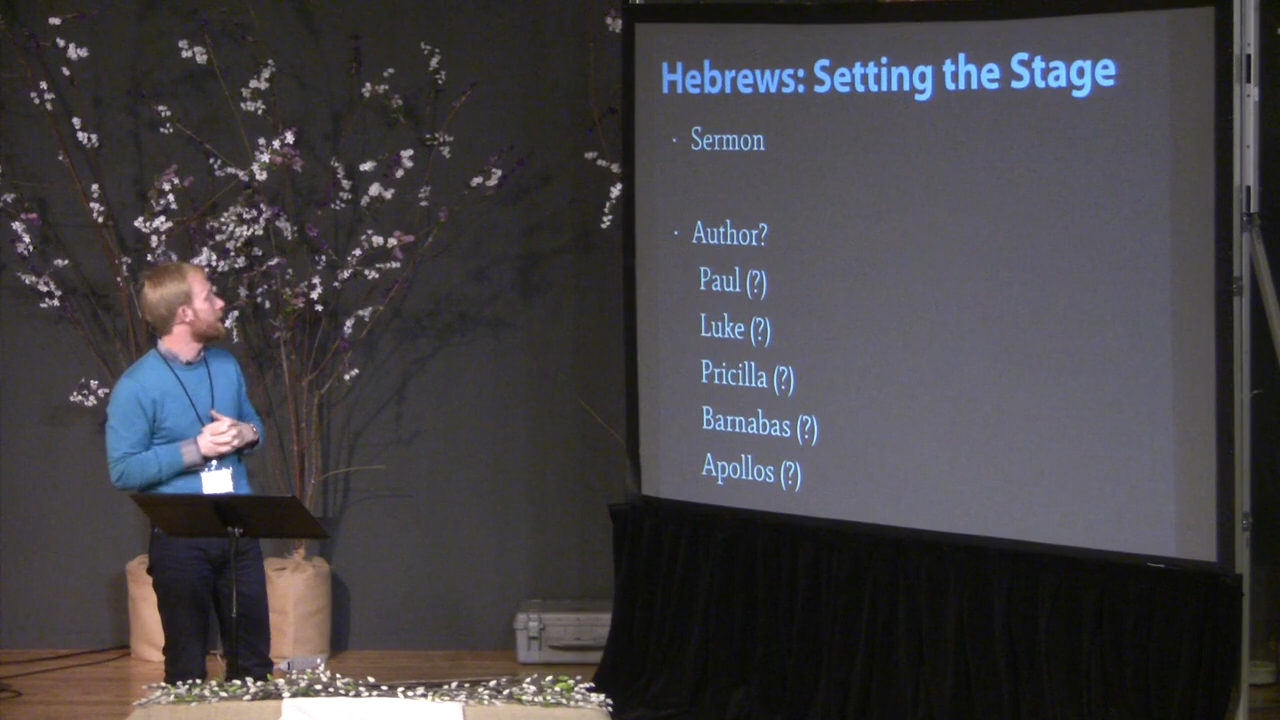 Hebrews: Setting the Stage
· Sermon
· Author?
Paul (?)
Luke (?)
Pricilla (?)
Barnabas (?)
Apollos (?)